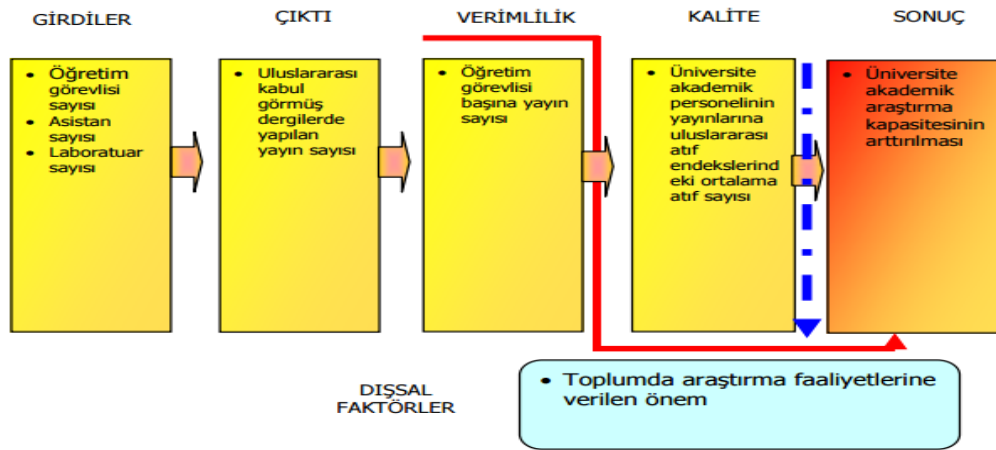 GİRDİLER
ÇIKTI
VERİMLİLİK
KALİTE
SONUÇ
• Öğretim
görevlisi
sayısı
• Asistan
sayısı
• Laboratuar
sayısı
• Uluslararası
kabul
görmüş
dergilerde
yapılan
yayın sayısı
• Öğretim
görevlisi
başına yayın
sayısı
• Üniversite
akademik
personelinin
yayınlarına
uluslararası
atıf
endekslerind
eki ortalama
atıf sayısı
• Üniversite
akademik
araştırma
kapasitesinin
arttırılması
DIŞSAL
FAKTÖRLER
• Toplumda araştırma faaliyetlerine
verilen önem